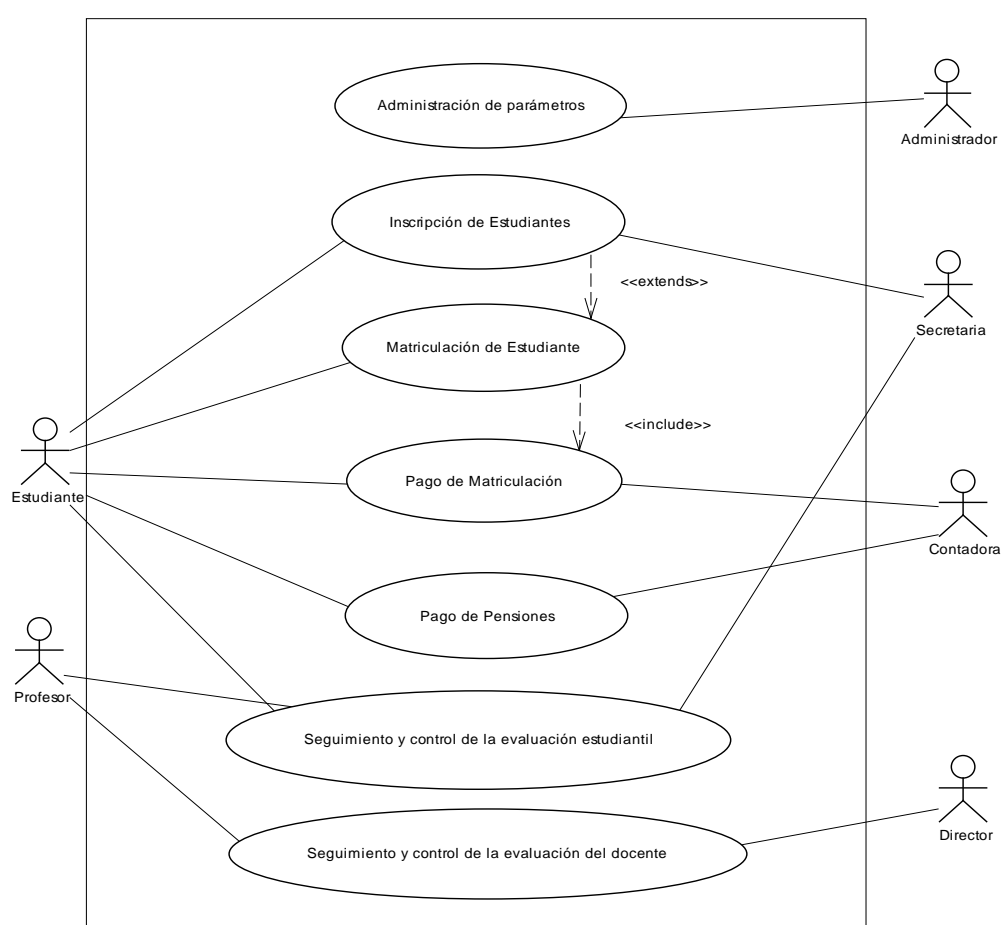 Administración de parámetros
Administrador
Inscripción de Estudiantes
<<extends>>
Secretaria
Matriculación de Estudiante
<<include>>
Pago de Matriculación
Estudiante
Contadora
Pago de Pensiones
Profesor
Seguimiento y control de la evaluación estudiantil
Director
Seguimiento y control de la evaluación del docente